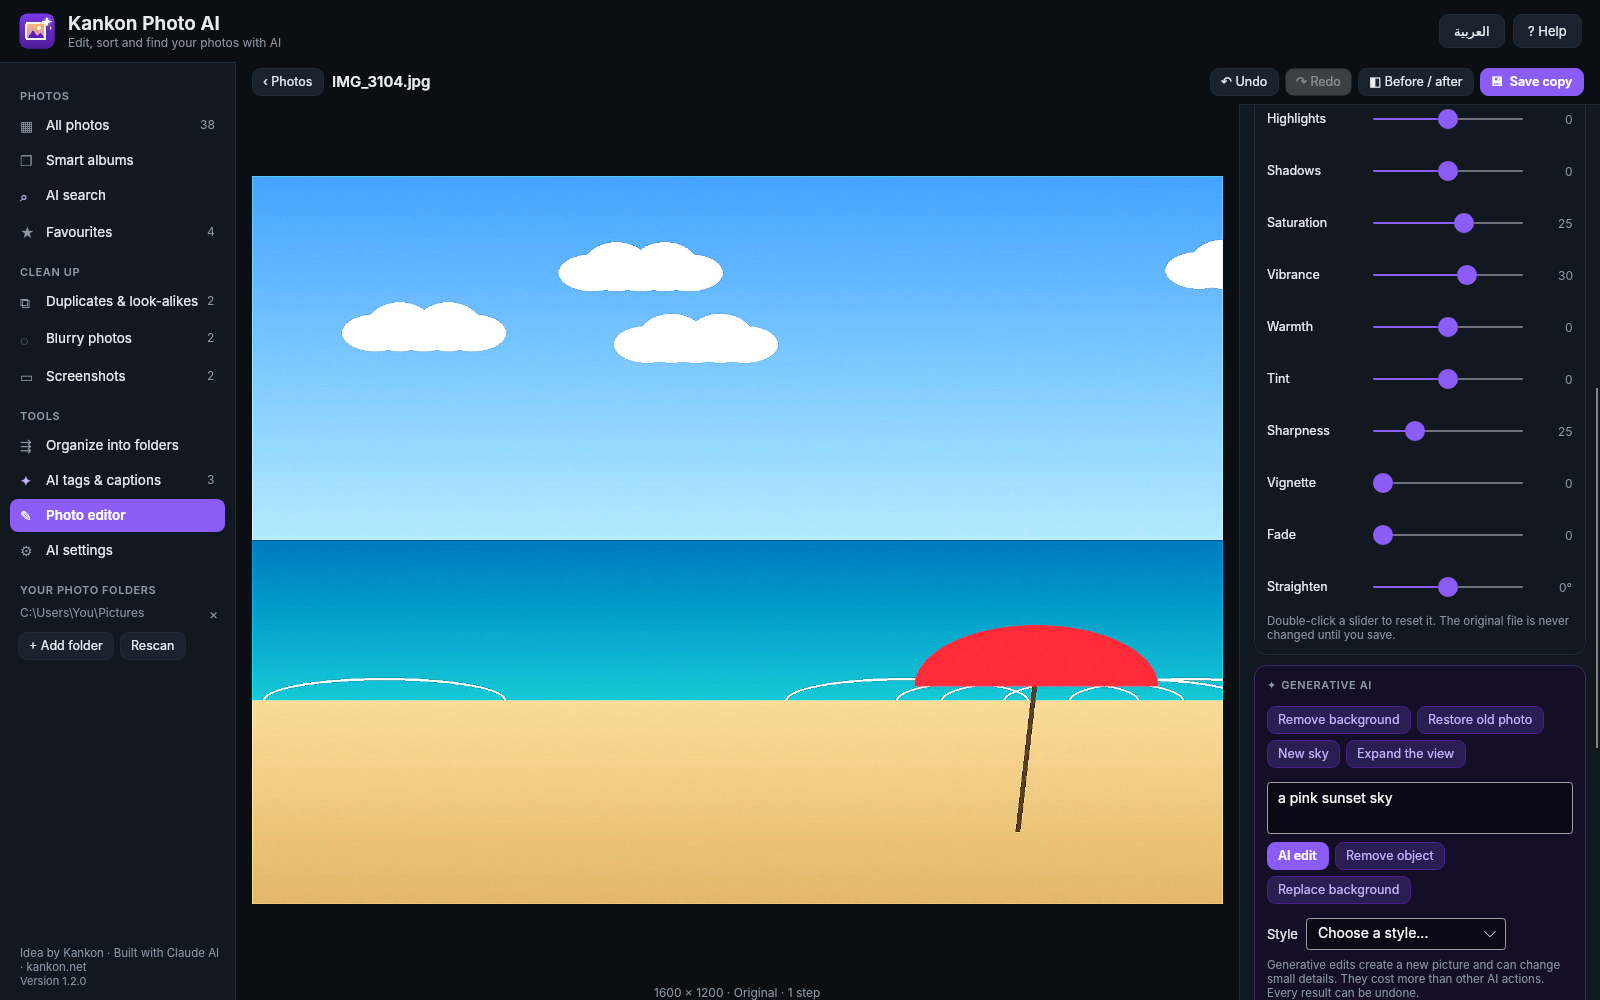 Kankon Photo AI
Edit, sort and find your photos with AI
العربية
? Help
PHOTOS
All photos 38
Smart albums
AI search
Favourites 4
CLEAN UP
Duplicates & look-alikes 2
Blurry photos 2
Screenshots 2
TOOLS
Organize into folders
AI tags & captions 3
Photo editor
AI settings
YOUR PHOTO FOLDERS
C:\Users\You\Pictures ×
+ Add folder
Rescan
Idea by Kankon · Built with Claude AI
· kankon.net
Version 1.2.0
‹ Photos
IMG_3104.jpg
↶ Undo
↷ Redo
Before / after
Save copy
1600 × 1200 · Original · 1 step
Highlights 0
Shadows 0
Saturation 25
Vibrance 30
Warmth 0
Tint 0
Sharpness 25
Vignette 0
Fade 0
Straighten 0°
Double-click a slider to reset it. The original file is never
changed until you save.
✦ GENERATIVE AI
Remove background
Restore old photo
New sky
Expand the view
a pink sunset sky
AI edit
Remove object
Replace background
Style Choose a style...
Generative edits create a new picture and can change
small details. They cost more than other AI actions.
Every result can be undone.